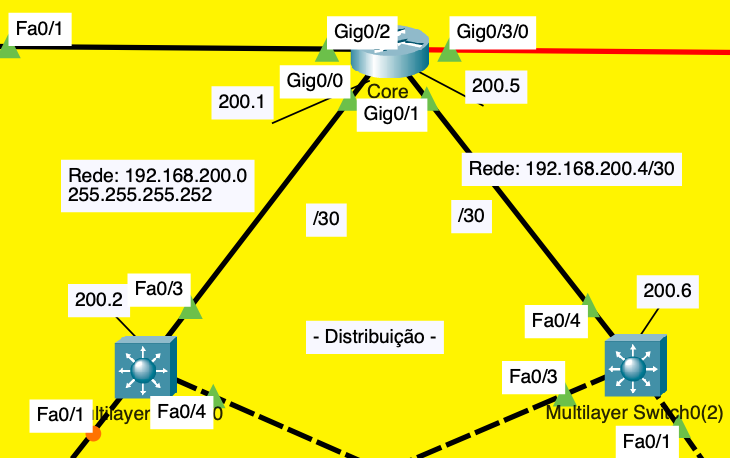 Fa0/1
Gig0/2
Gig0/3/0
Gig0/0
Core
200.1
200.5
Gig0/1
Rede: 192.168.200.0
255.255.255.252
Rede: 192.168.200.4/30
/30
/30
200.2
Fa0/3
200.6
- Distribuição -
Fa0/4
Fa0/3
Fa0/1
Fa0/4
0
Multilayer Switch0(2)
Fa0/1